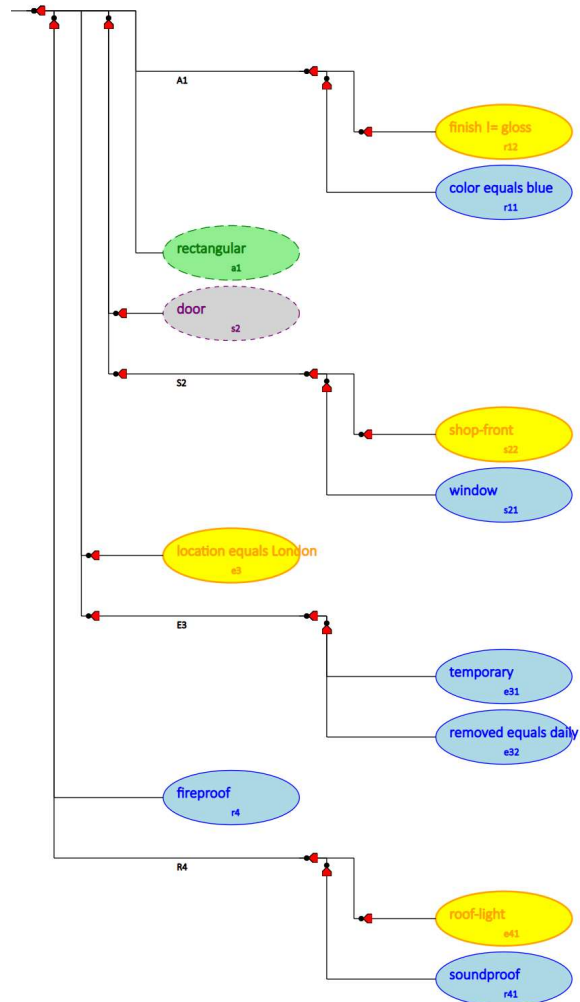 A1
finish != gloss
r12
color equals blue
r11
rectangular
a1
door
s2
S2
shop-front
s22
window
s21
location equals London
e3
E3
temporary
e31
removed equals daily
e32
fireproof
r4
R4
roof-light
e41
soundproof
r41